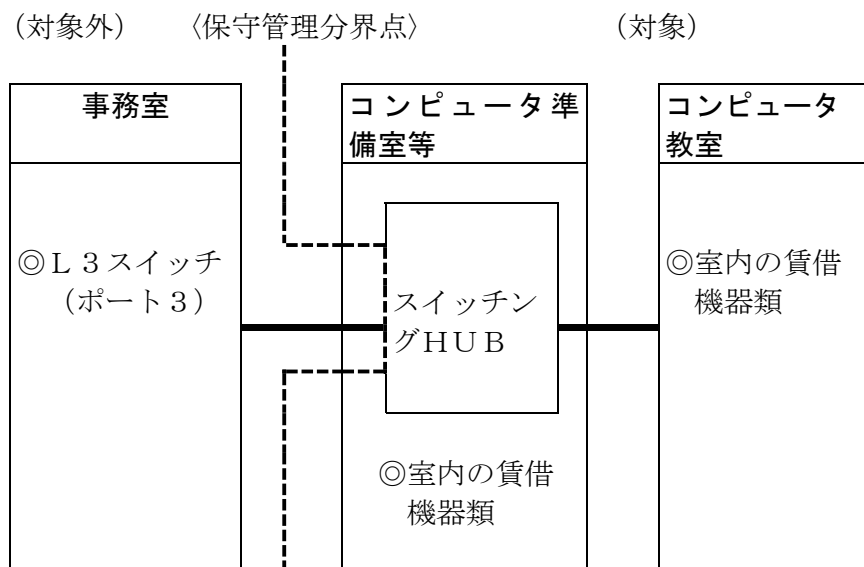 (対象外) 〈保守管理分界点〉 (対象)
事務室
◎L3スイッチ
(ポート3)
コンピュータ準
備室等
スイッチン
グHUB
◎室内の賃借
機器類
コンピュータ
教室
◎室内の賃借
機器類